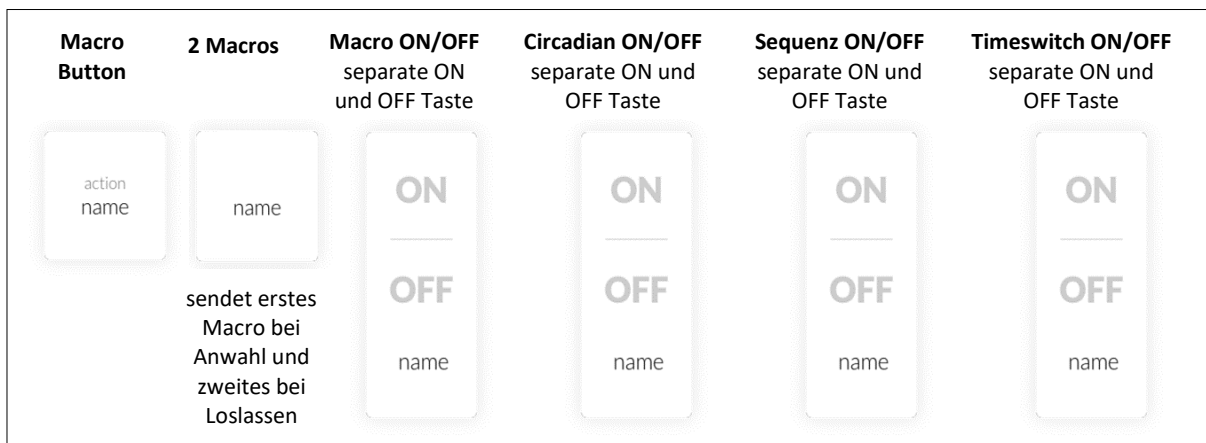 Macro
Button
action
name
2 Macros
name
sendet erstes
Macro bei
Anwahl und
zweites bei
Loslassen
Macro ON/OFF
separate ON
und OFF Taste
ON
OFF
name
Circadian ON/OFF
separate ON und
OFF Taste
ON
OFF
name
Sequenz ON/OFF
separate ON und
OFF Taste
ON
OFF
name
Timeswitch ON/OFF
separate ON und
OFF Taste
ON
OFF
name